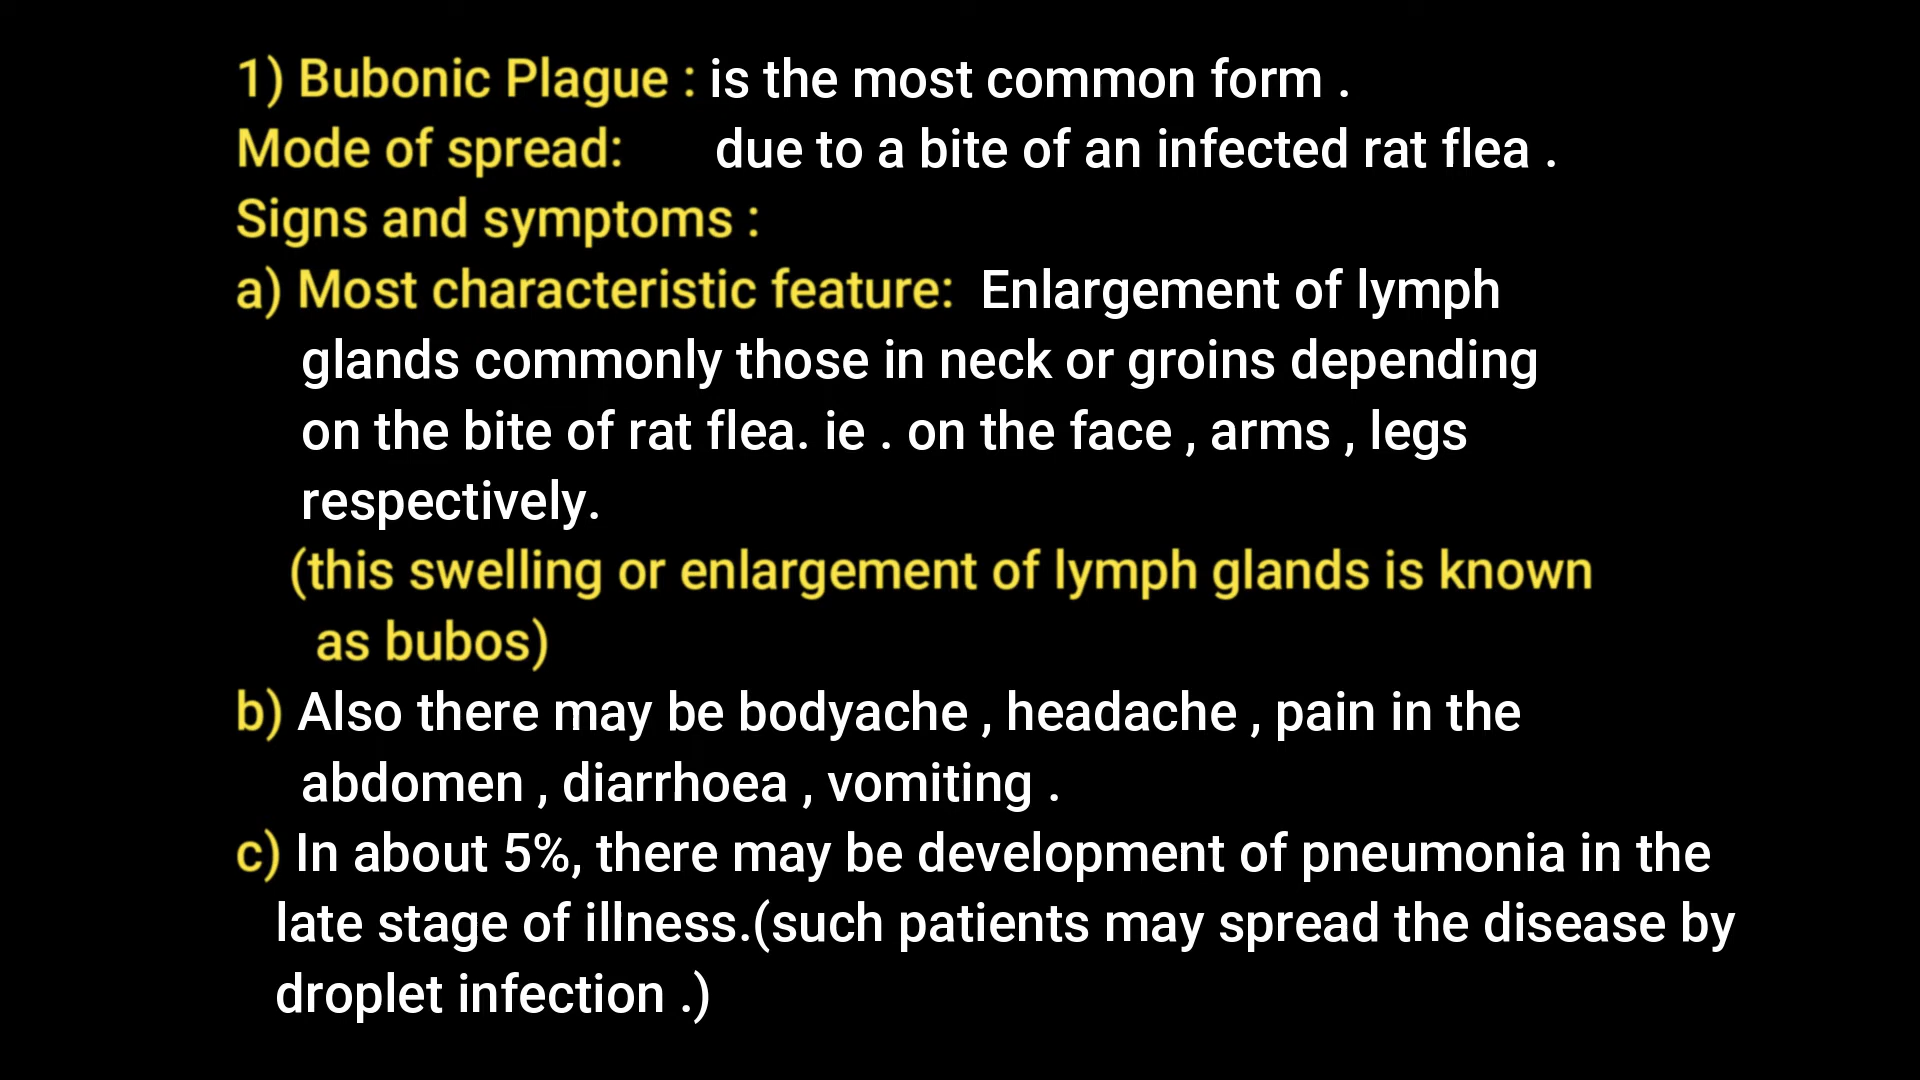 1) Bubonic Plague : is the most common form .
Mode of spread: due to a bite of an infected rat flea .
Signs and symptoms :
a) Most characteristic feature: Enlargement of lymph
glands commonly those in neck or groins depending
on the bite of rat flea. ie . on the face , arms , legs
respectively.
(this swelling or enlargement of lymph glands is known
as bubos)
b) Also there may be bodyache , headache , pain in the
abdomen , diarrhoea , vomiting .
c) In about 5%, there may be development of pneumonia in the
late stage of illness.(such patients may spread the disease by
droplet infection .)